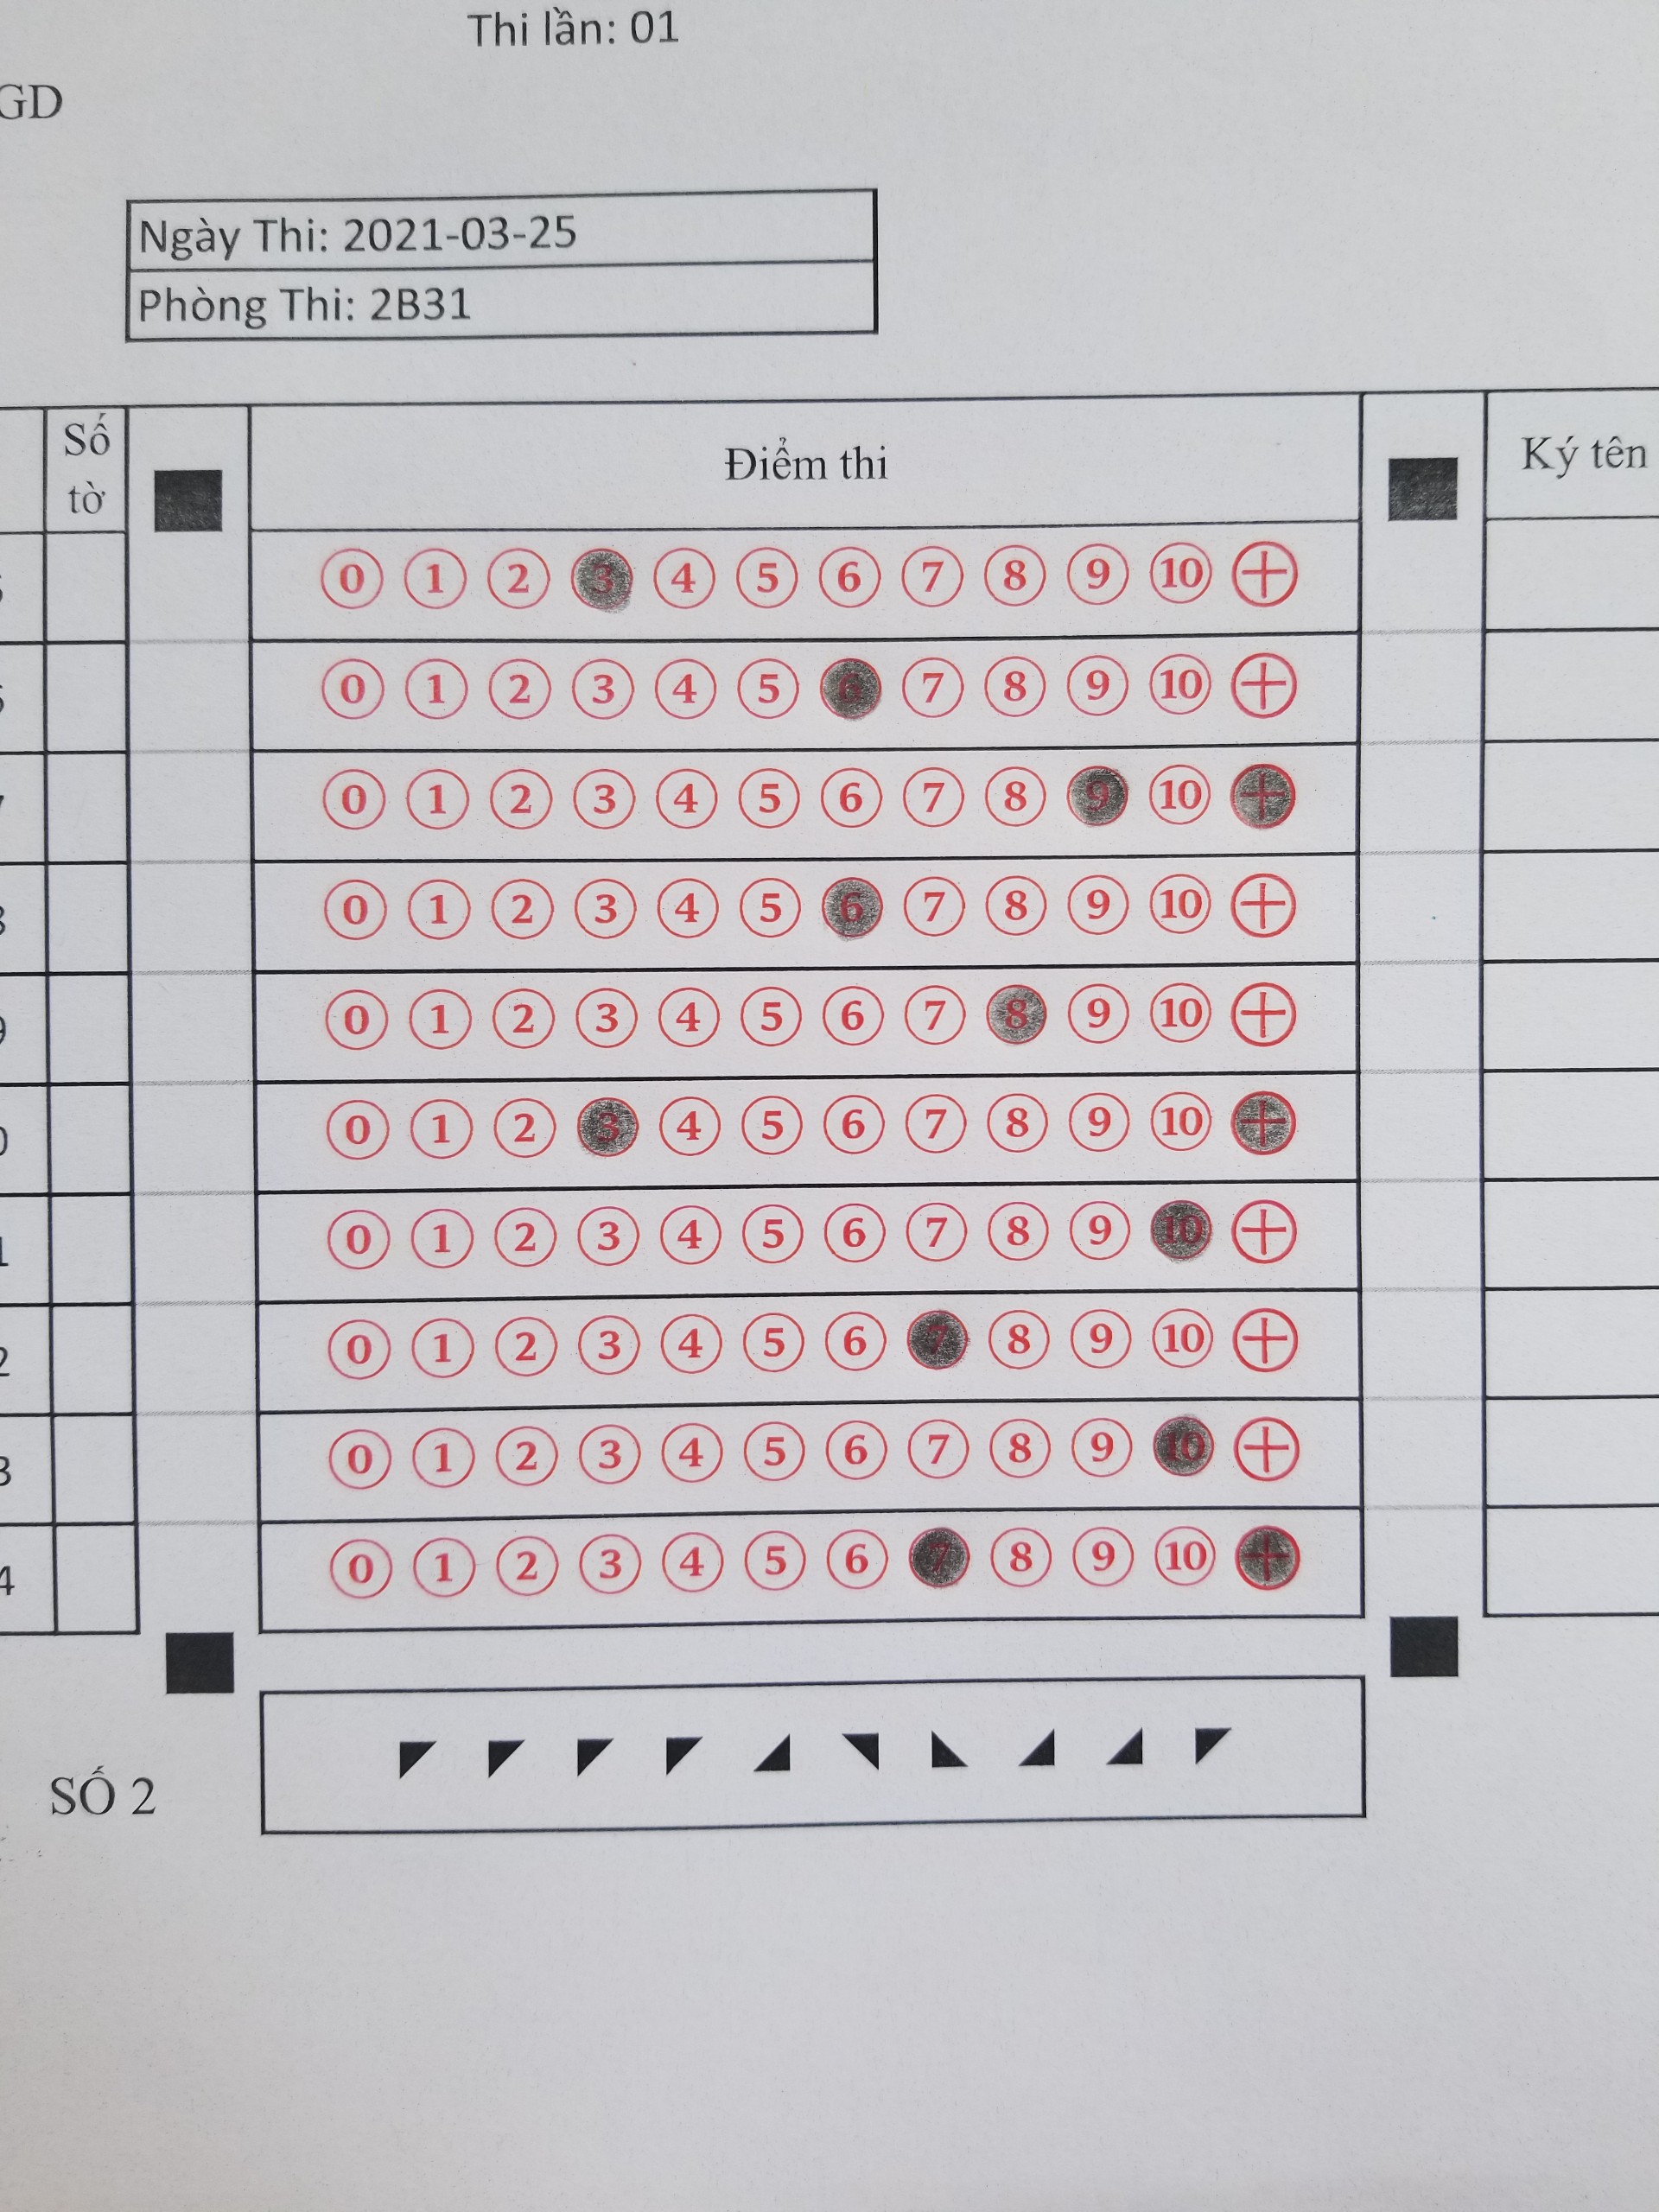 Thi lần: 01
GD
Ngày Thi: 2021-03-25
Phòng Thi: 2B31
Số tờ Điểm thi Ký tên
0 1 2 3 4 5 6 7 8 9 10 +
0 1 2 3 4 5 6 7 8 9 10 +
0 1 2 3 4 5 6 7 8 9 10 +
0 1 2 3 4 5 6 7 8 9 10 +
0 1 2 3 4 5 6 7 8 9 10 +
0 1 2 3 4 5 6 7 8 9 10 +
1 0 1 2 3 4 5 6 7 8 9 10 +
2 0 1 2 3 4 5 6 7 8 9 10 +
3 0 1 2 3 4 5 6 7 8 9 10 +
4 0 1 2 3 4 5 6 7 8 9 10 +
SỐ 2